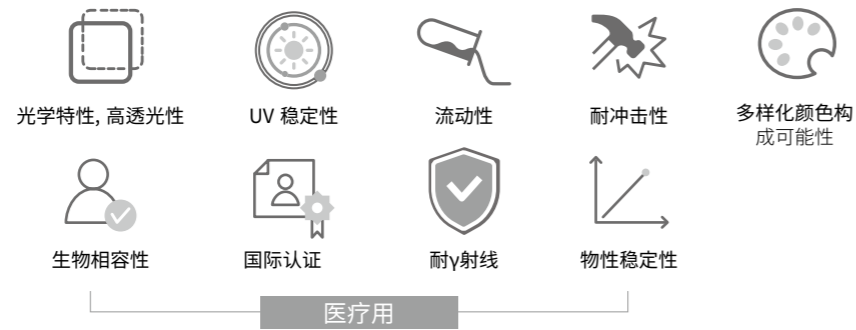 光学特性, 高透光性
UV 稳定性
流动性
耐冲击性
多样化颜色构
成可能性
生物相容性
国际认证
耐γ射线
物性稳定性
医疗用